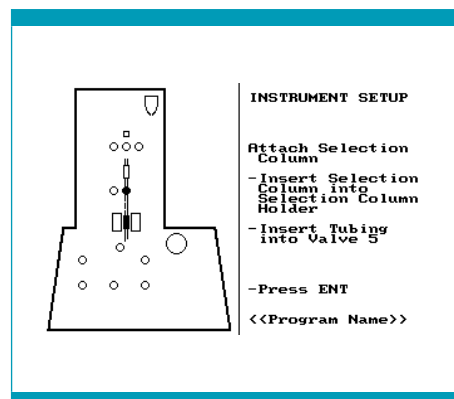 INSTRUMENT SETUP
Attach Selection
Column
-Insert Selection
Column into
Selection Column
Holder
-Insert Tubing
into Valve 5
-Press ENT
<<Program Name>>